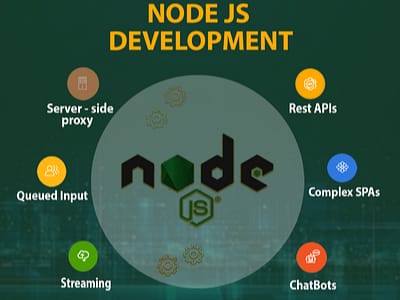 NODE JS
DEVELOPMENT
Server - side
proxy
Rest APIs
node
JS®
Queued Input
Complex SPAs
Streaming
ChatBots